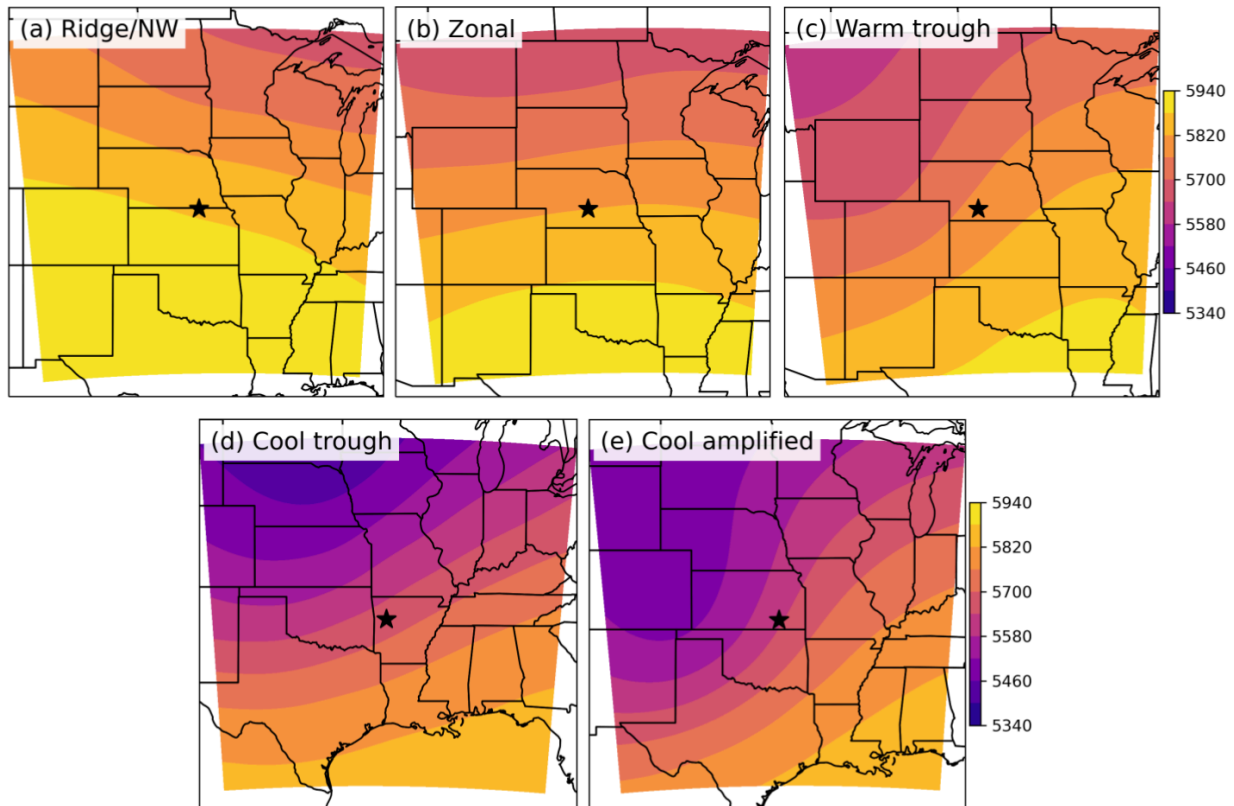 (a) Ridge/NW
(b) Zonal
(c) Warm trough
5940
5820
5700
5580
5460
5340
(d) Cool trough
(e) Cool amplified
5940
5820
5700
5580
5460
5340